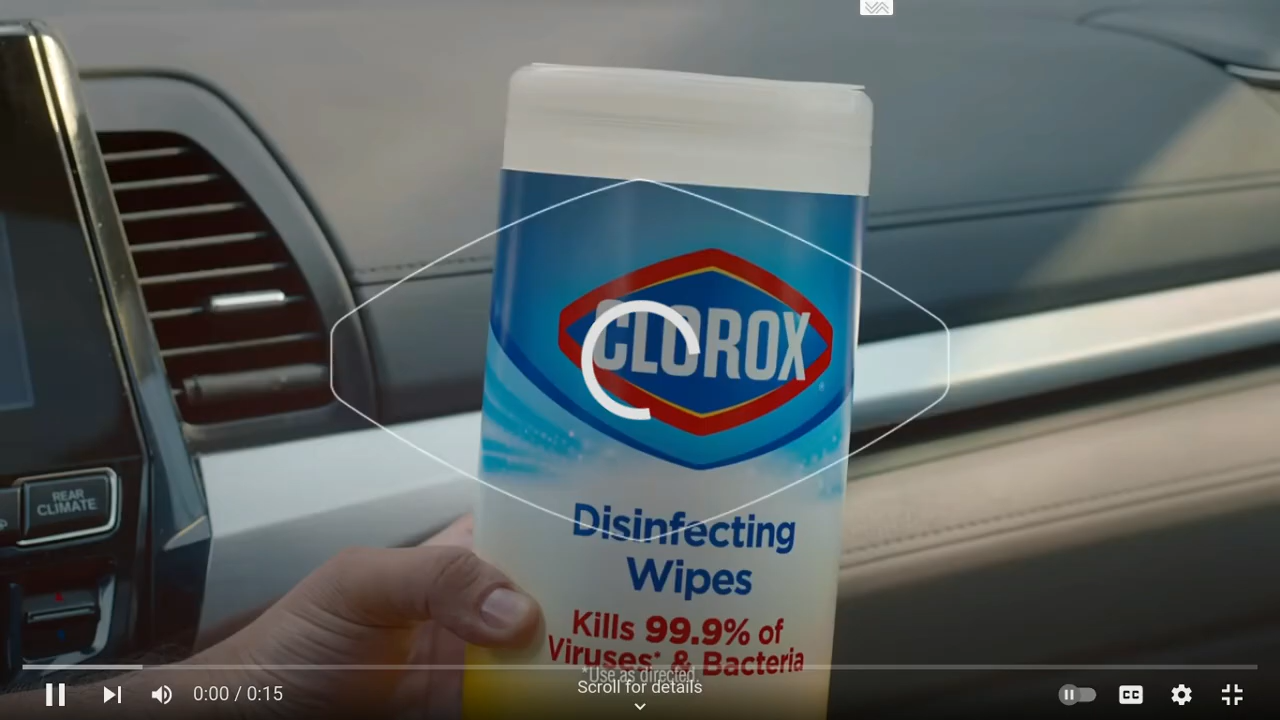 CLOROX
REAR
CLIMATE
Disinfecting
Wipes
Kills 99.9% of
Viruses* & Bacteria
*Use as directed.
Scroll for details
0:00 / 0:15
CC